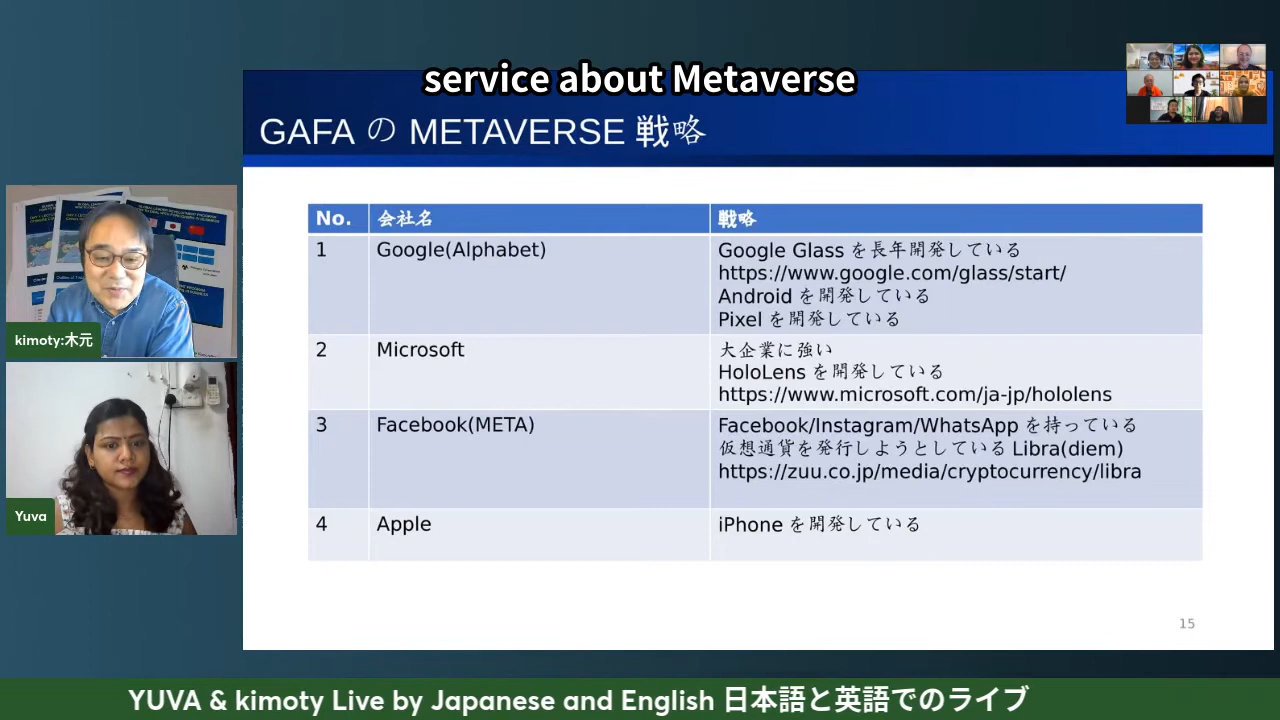 service about Metaverse
GAFA の METAVERSE 戦略
No. 会社名 戦略
1 Google(Alphabet) Google Glass を長年開発している
https://www.google.com/glass/start/
Android を開発している
Pixel を開発している
2 Microsoft 大企業に強い
HoloLens を開発している
https://www.microsoft.com/ja-jp/hololens
3 Facebook(META) Facebook/Instagram/WhatsApp を持っている
仮想通貨を発行しようとしている Libra(diem)
https://zuu.co.jp/media/cryptocurrency/libra
4 Apple iPhone を開発している
15
kimoty:木元
Yuva
YUVA & kimoty Live by Japanese and English 日本語と英語でのライブ